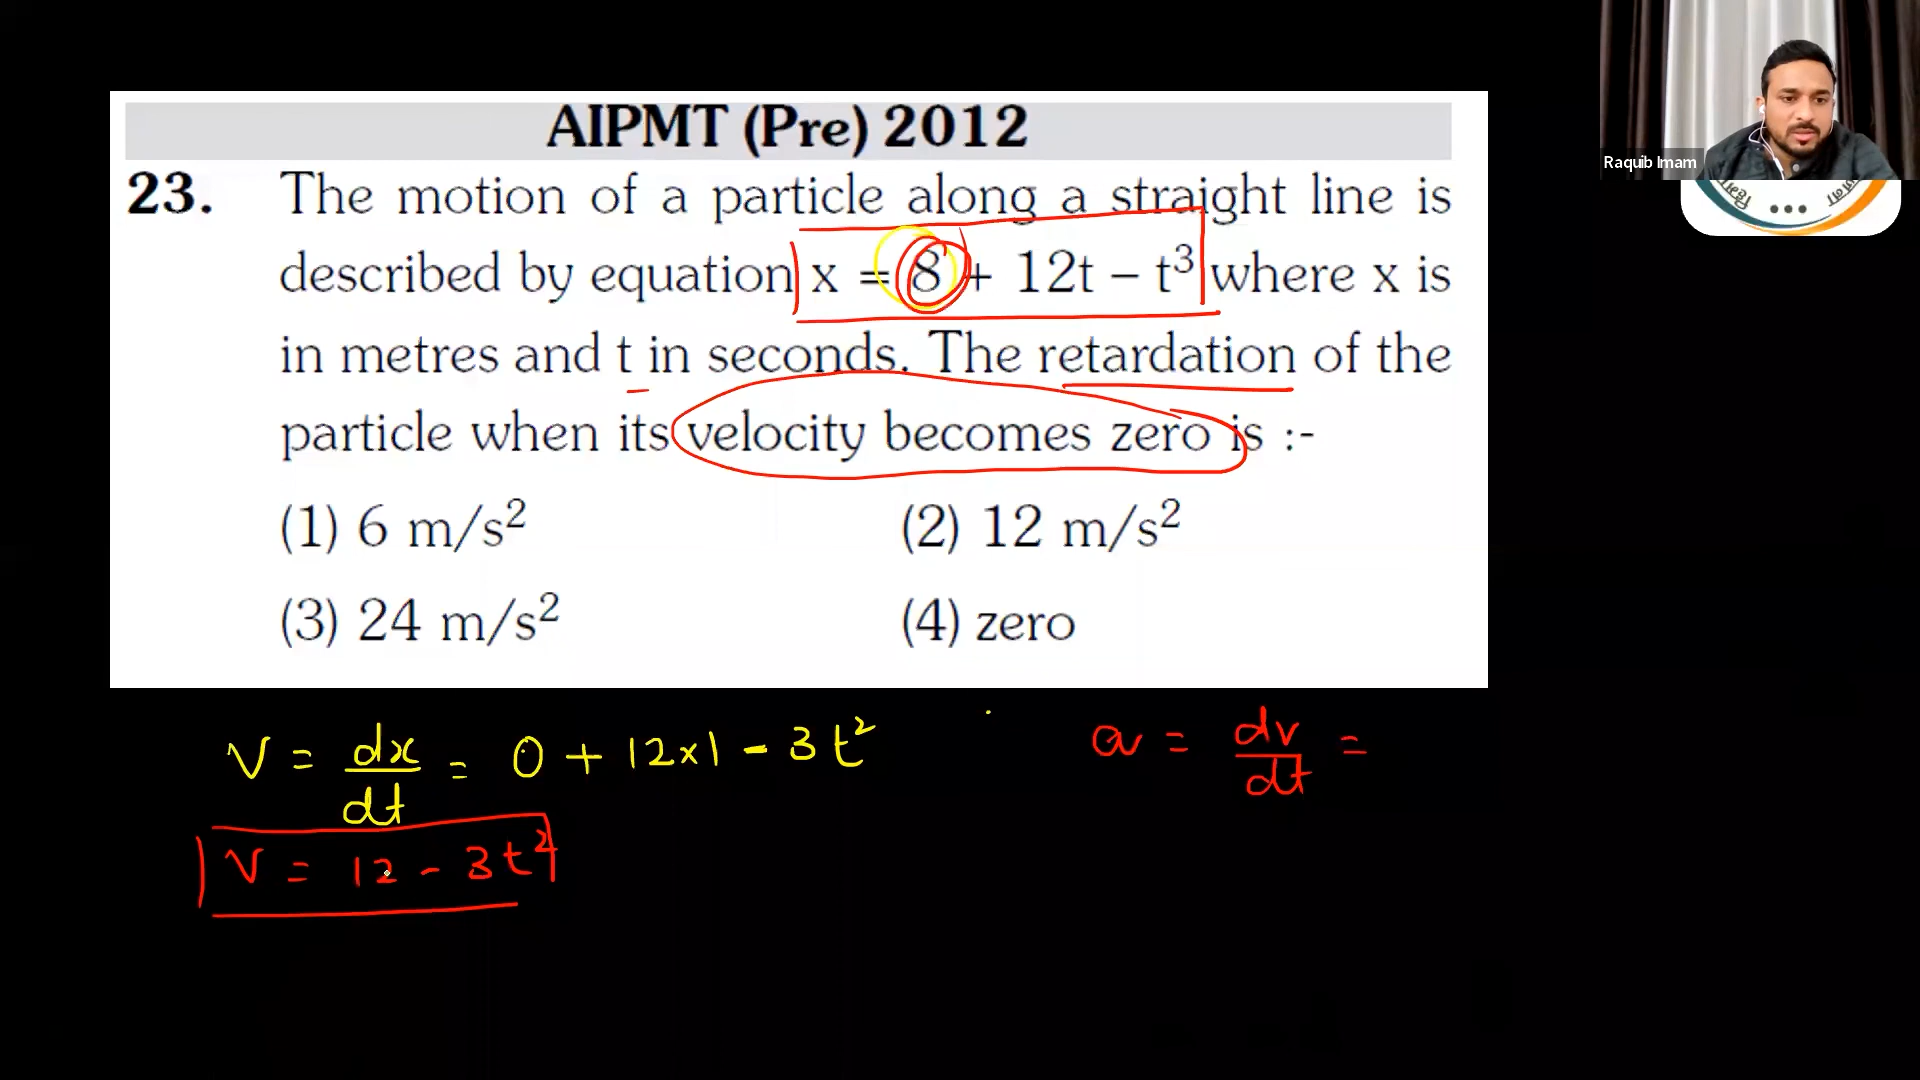 AIPMT (Pre) 2012
23. The motion of a particle along a straight line is
described by equation x = 8 + 12t – t³ where x is
in metres and t in seconds. The retardation of the
particle when its velocity becomes zero is :-
(1) 6 m/s² (2) 12 m/s²
(3) 24 m/s² (4) zero
V = dx/dt = 0 + 12×1 - 3t²
V = 12 - 3t²
a = dv/dt =
Raquib Imam